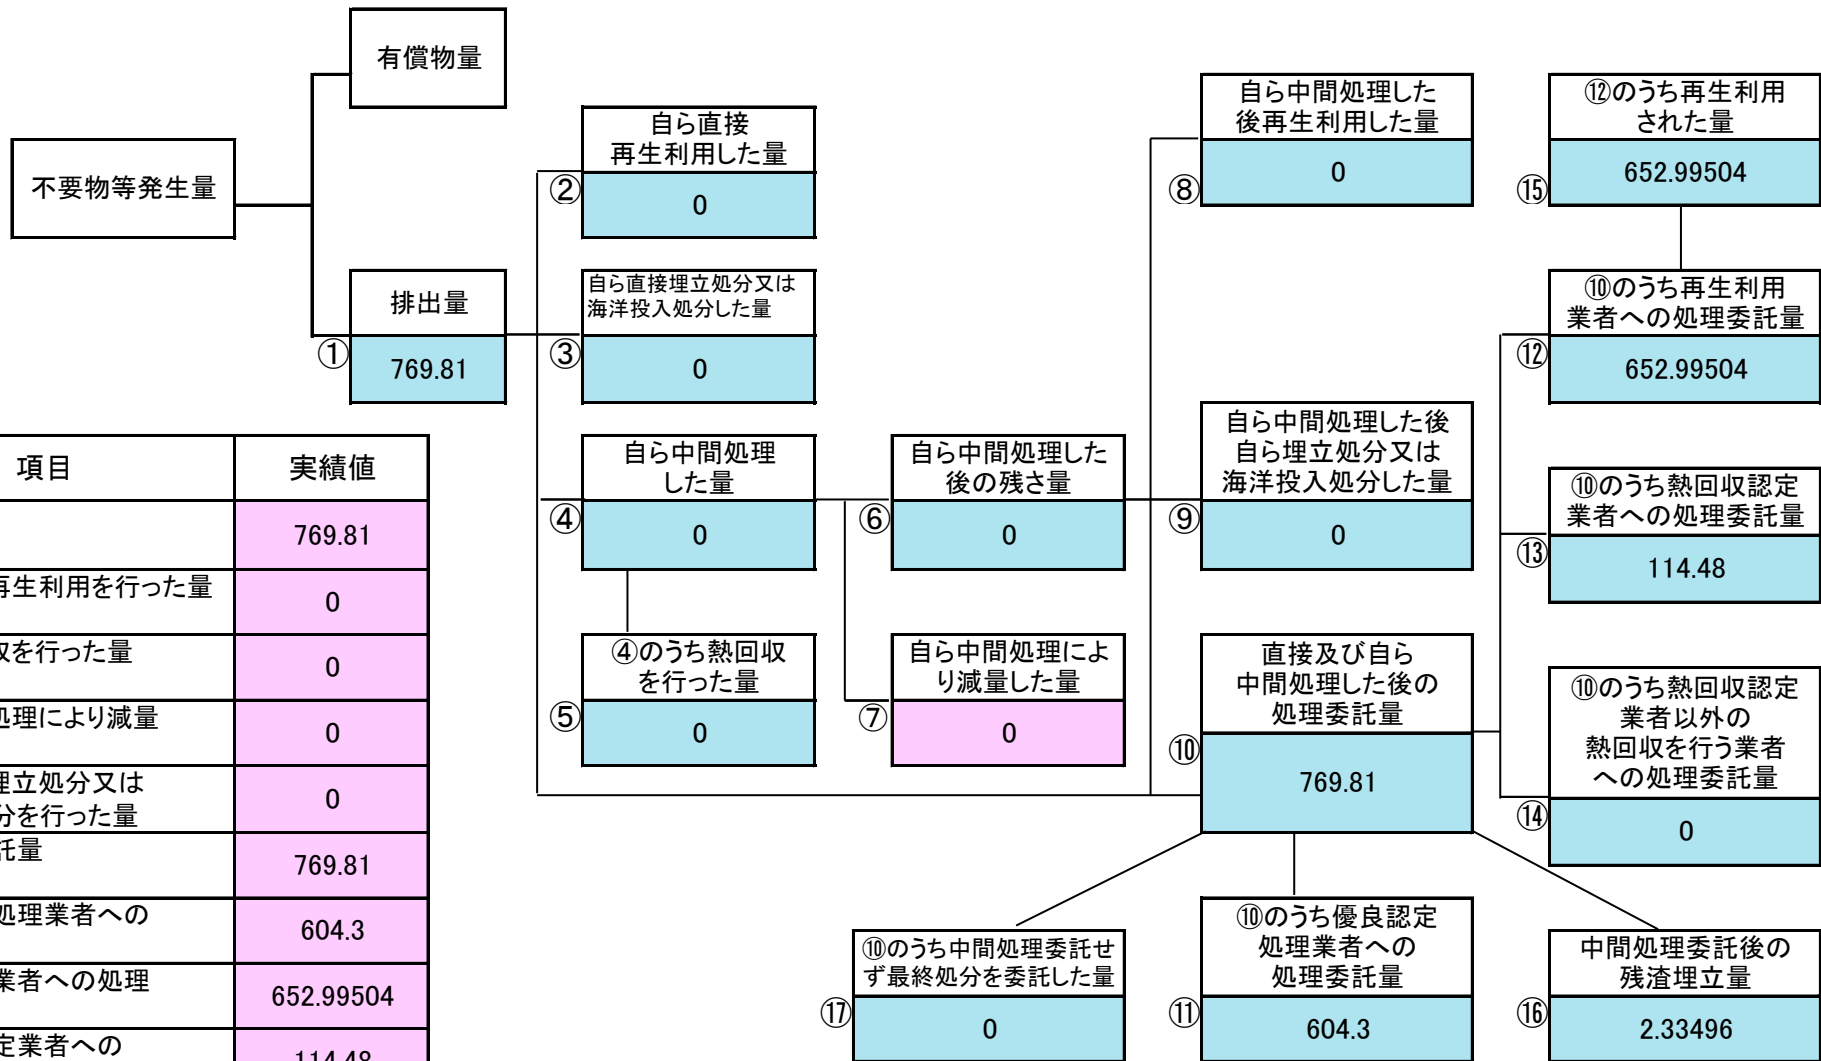 有償物量
不要物等発生量
排出量
①
769.81
自ら直接
再生利用した量
②
0
自ら直接埋立処分又は
海洋投入処分した量
③
0
自ら中間処理
した量
④
0
④のうち熱回収
を行った量
⑤
0
自ら中間処理した
後の残さ量
⑥
0
自ら中間処理によ
り減量した量
⑦
0
自ら中間処理した
後再生利用した量
⑧
0
自ら中間処理した後
自ら埋立処分又は
海洋投入処分した量
⑨
0
直接及び自ら
中間処理した後の
処理委託量
⑩
769.81
⑫のうち再生利用
された量
⑮
652.99504
⑩のうち再生利用
業者への処理委託量
⑫
652.99504
⑩のうち熱回収認定
業者への処理委託量
⑬
114.48
⑩のうち熱回収認定
業者以外の
熱回収を行う業者
への処理委託量
⑭
0
⑩のうち中間処理委託せ
ず最終処分を委託した量
⑰
0
⑩のうち優良認定
処理業者への
処理委託量
⑪
604.3
中間処理委託後の
残渣埋立量
⑯
2.33496
項目 実績値
769.81
再生利用を行った量
0
収を行った量
0
処理により減量
0
埋立処分又は
分を行った量
0
託量
769.81
処理業者への
604.3
業者への処理
652.99504
定業者への
114.48